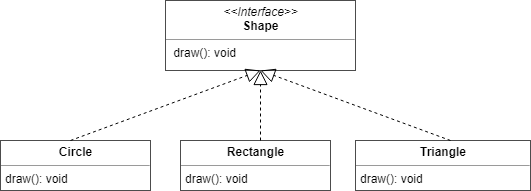 <<Interface>>
Shape
draw(): void
Circle
draw(): void
Rectangle
draw(): void
Triangle
draw(): void